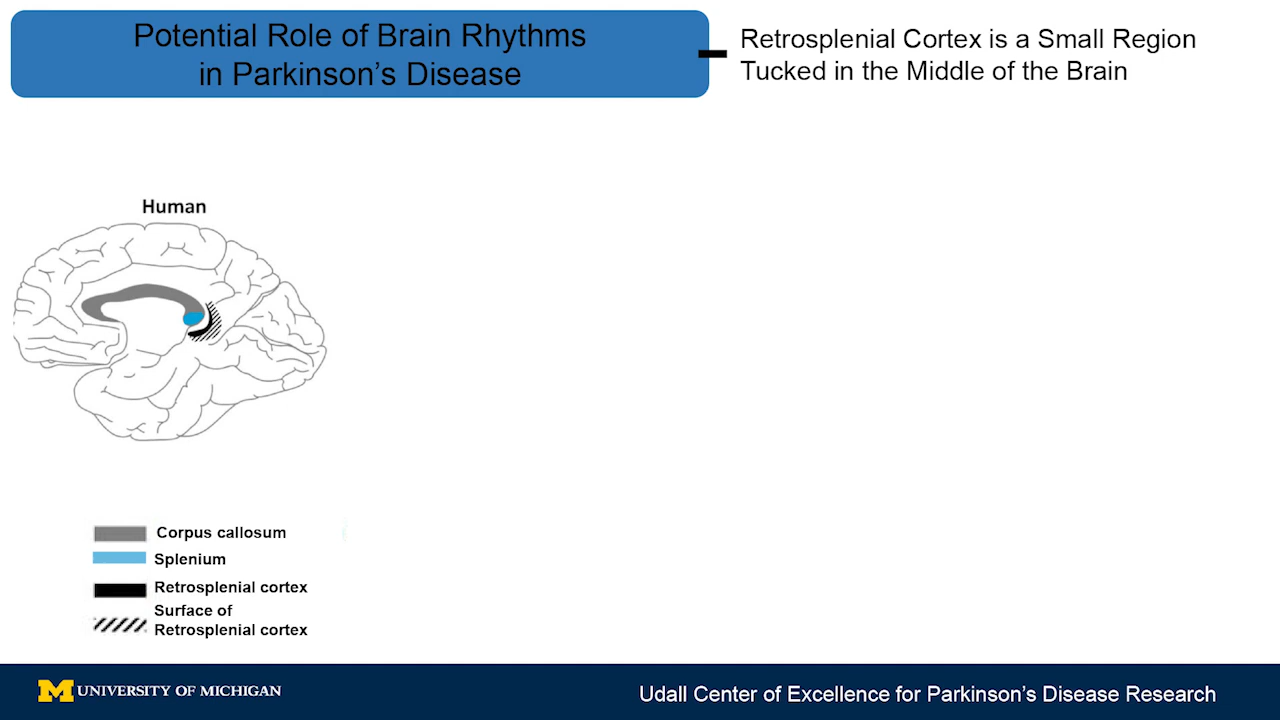 Potential Role of Brain Rhythms
in Parkinson's Disease
Retrosplenial Cortex is a Small Region
Tucked in the Middle of the Brain
Human
Corpus callosum
Splenium
Retrosplenial cortex
Surface of
Retrosplenial cortex
M UNIVERSITY OF MICHIGAN
Udall Center of Excellence for Parkinson's Disease Research